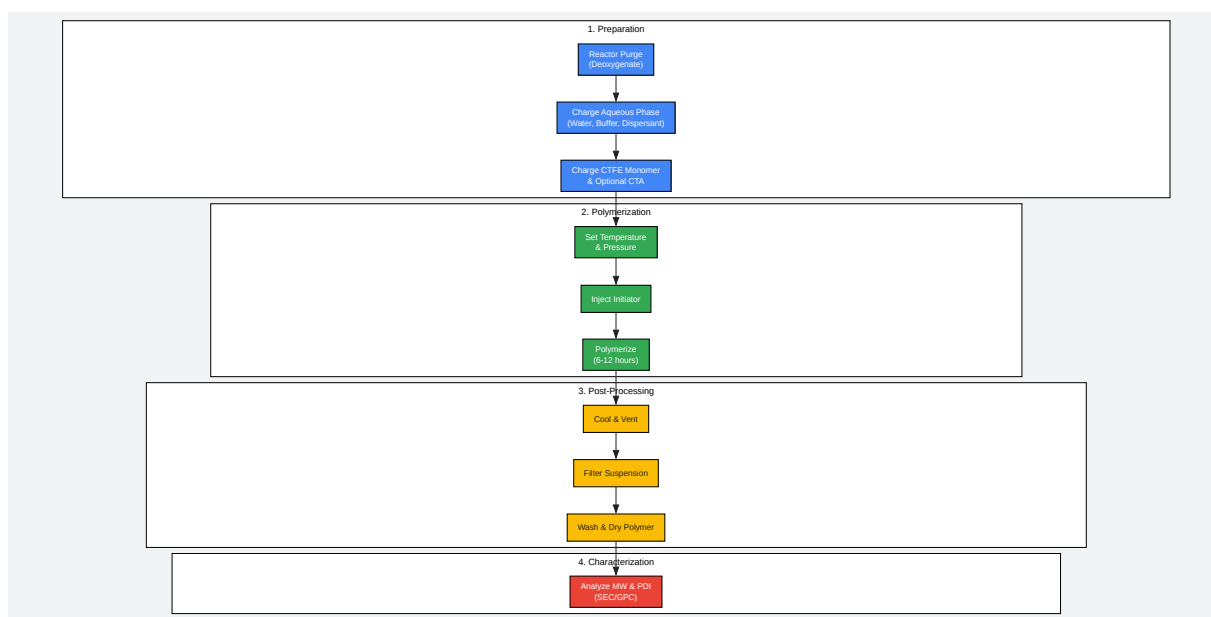 1. Preparation
Reactor Purge
(Deoxygenate)
Charge Aqueous Phase
(Water, Buffer, Dispersant)
Charge CTFE Monomer
& Optional CTA
2. Polymerization
Set Temperature
& Pressure
Inject Initiator
Polymerize
(6-12 hours)
3. Post-Processing
Cool & Vent
Filter Suspension
Wash & Dry Polymer
4. Characterization
Analyze MW & PDI
(SEC/GPC)